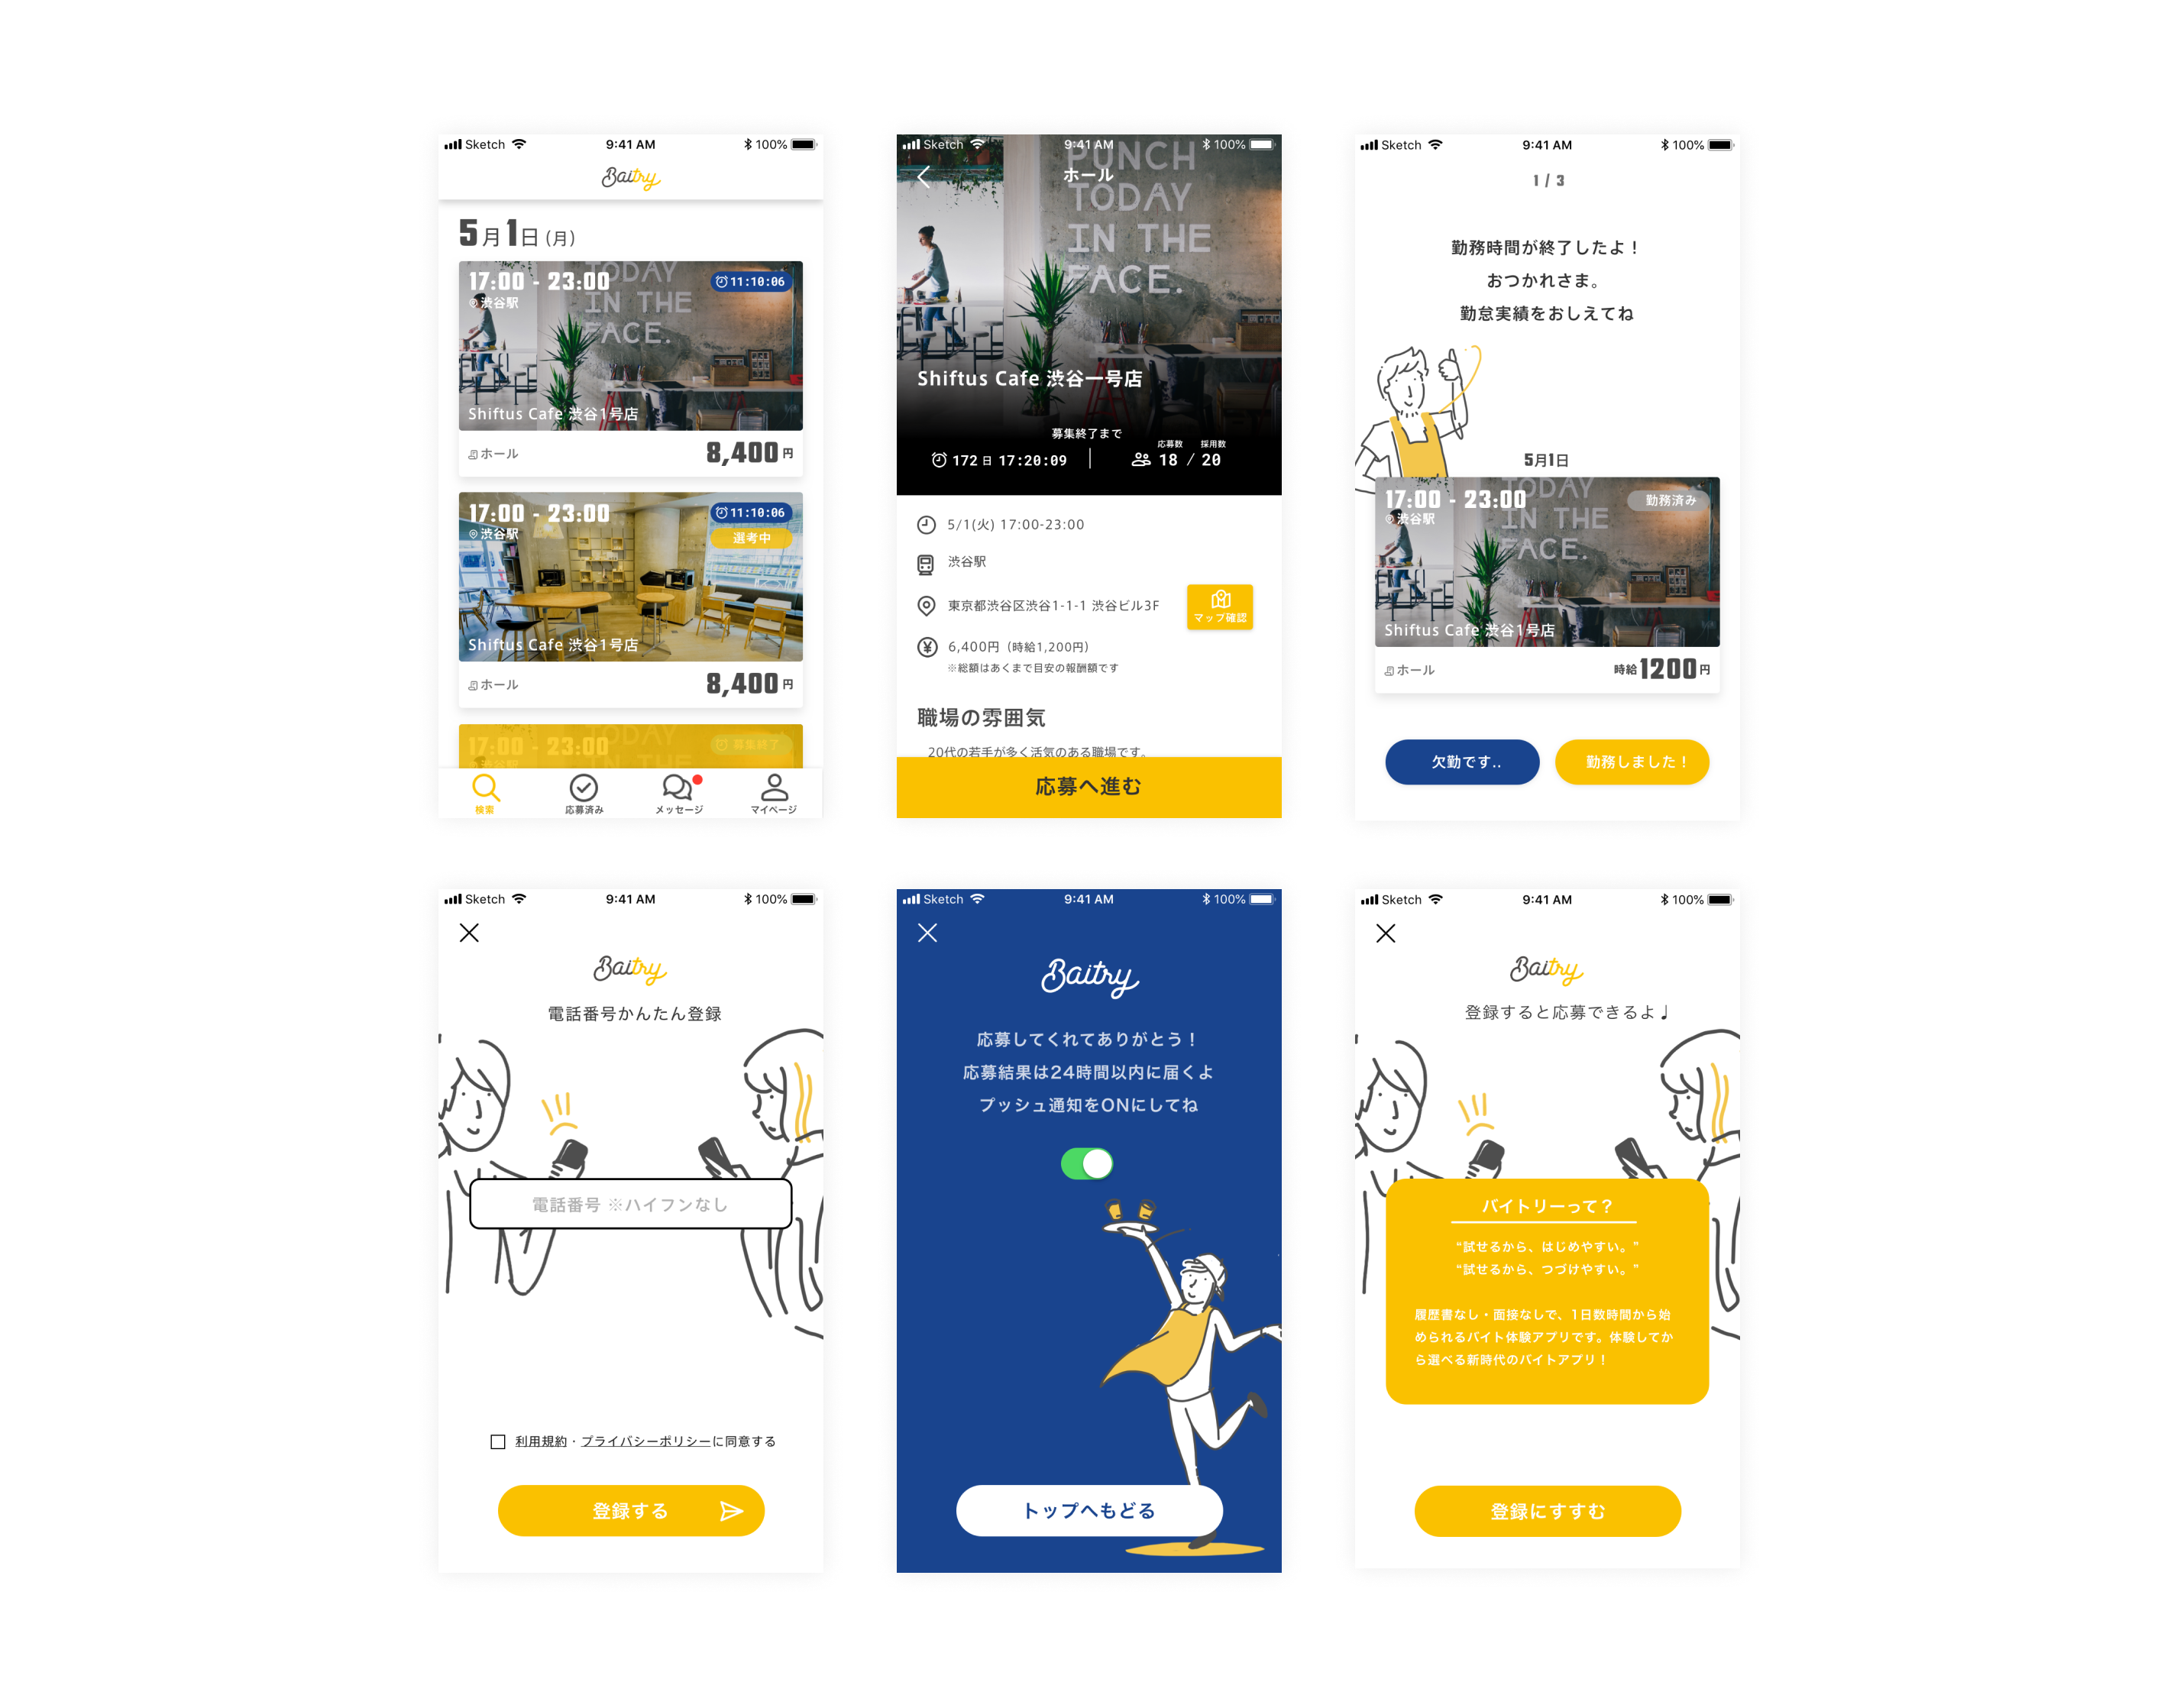 Sketch 9:41 AM 100%
Baitry
5月1日 (月)
TODAY
IN THE
FACE.
17:00 - 23:00
11:10:06
渋谷駅
Shiftus Cafe 渋谷1号店
ホール 8,400 円
17:00 - 23:00
11:10:06
渋谷駅
選考中
Shiftus Cafe 渋谷1号店
ホール 8,400 円
TODAY
17:00 - 23:00
募集終了
渋谷駅
検索 応募済み メッセージ マイページ
Sketch 9:41 AM 100%
ホール
PUNCH
TODAY
IN THE
FACE.
Shiftus Cafe 渋谷一号店
募集終了まで
応募数 採用数
172 日 17:20:09 18 / 20
5/1(火) 17:00-23:00
渋谷駅
東京都渋谷区渋谷1-1-1 渋谷ビル3F
マップ確認
6,400円 (時給1,200円)
※総額はあくまで目安の報酬額です
職場の雰囲気
20代の若手が多く活気のある職場です。
応募へ進む
Sketch 9:41 AM 100%
1 / 3
勤務時間が終了したよ！
おつかれさま。
勤怠実績をおしえてね
5月1日
TODAY
IN THE
FACE.
17:00 - 23:00
勤務済み
渋谷駅
Shiftus Cafe 渋谷1号店
ホール 時給1200円
欠勤です.. 勤務しました！
Sketch 9:41 AM 100%
Baitry
電話番号かんたん登録
電話番号 ※ハイフンなし
利用規約・プライバシーポリシーに同意する
登録する
Sketch 9:41 AM 100%
Baitry
応募してくれてありがとう！
応募結果は24時間以内に届くよ
プッシュ通知をONにしてね
トップへもどる
Sketch 9:41 AM 100%
Baitry
登録すると応募できるよ♩
バイトリーって？
“試せるから、はじめやすい。”
“試せるから、つづけやすい。”
履歴書なし・面接なしで、1日数時間から始
められるバイト体験アプリです。体験してか
ら選べる新時代のバイトアプリ！
登録にすすむ